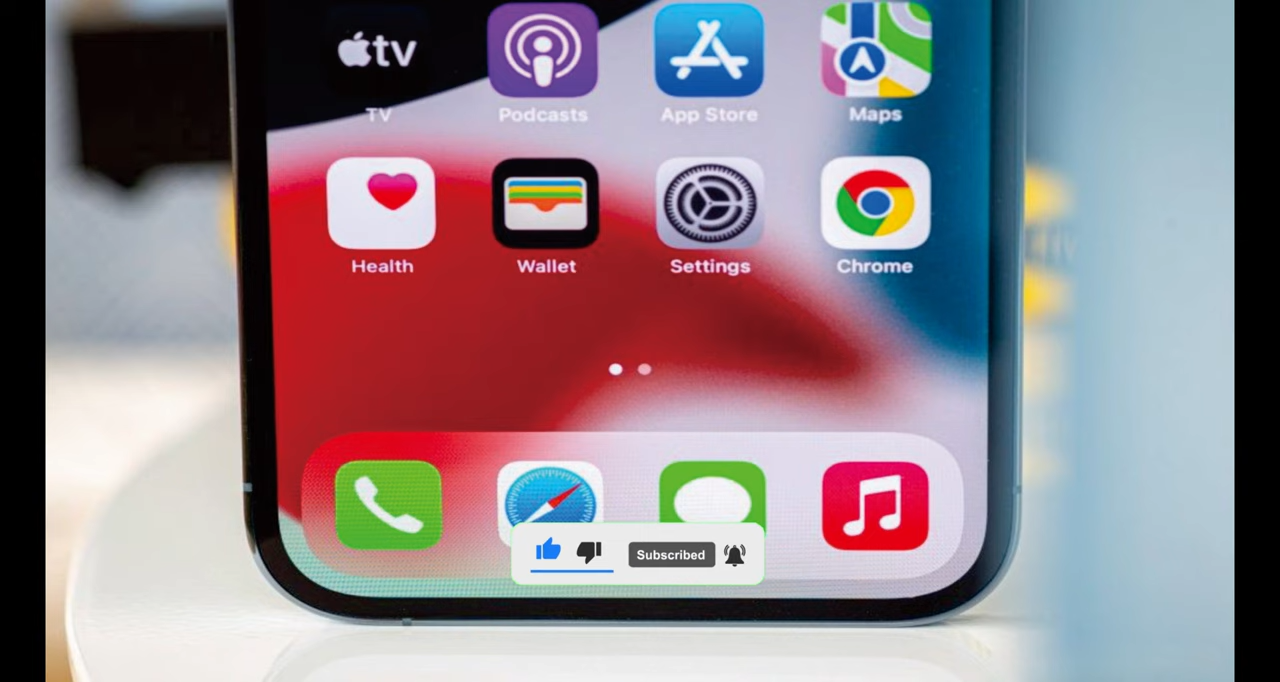 tv
TV
Podcasts
App Store
Maps
Health
Wallet
Settings
Chrome
Subscribed